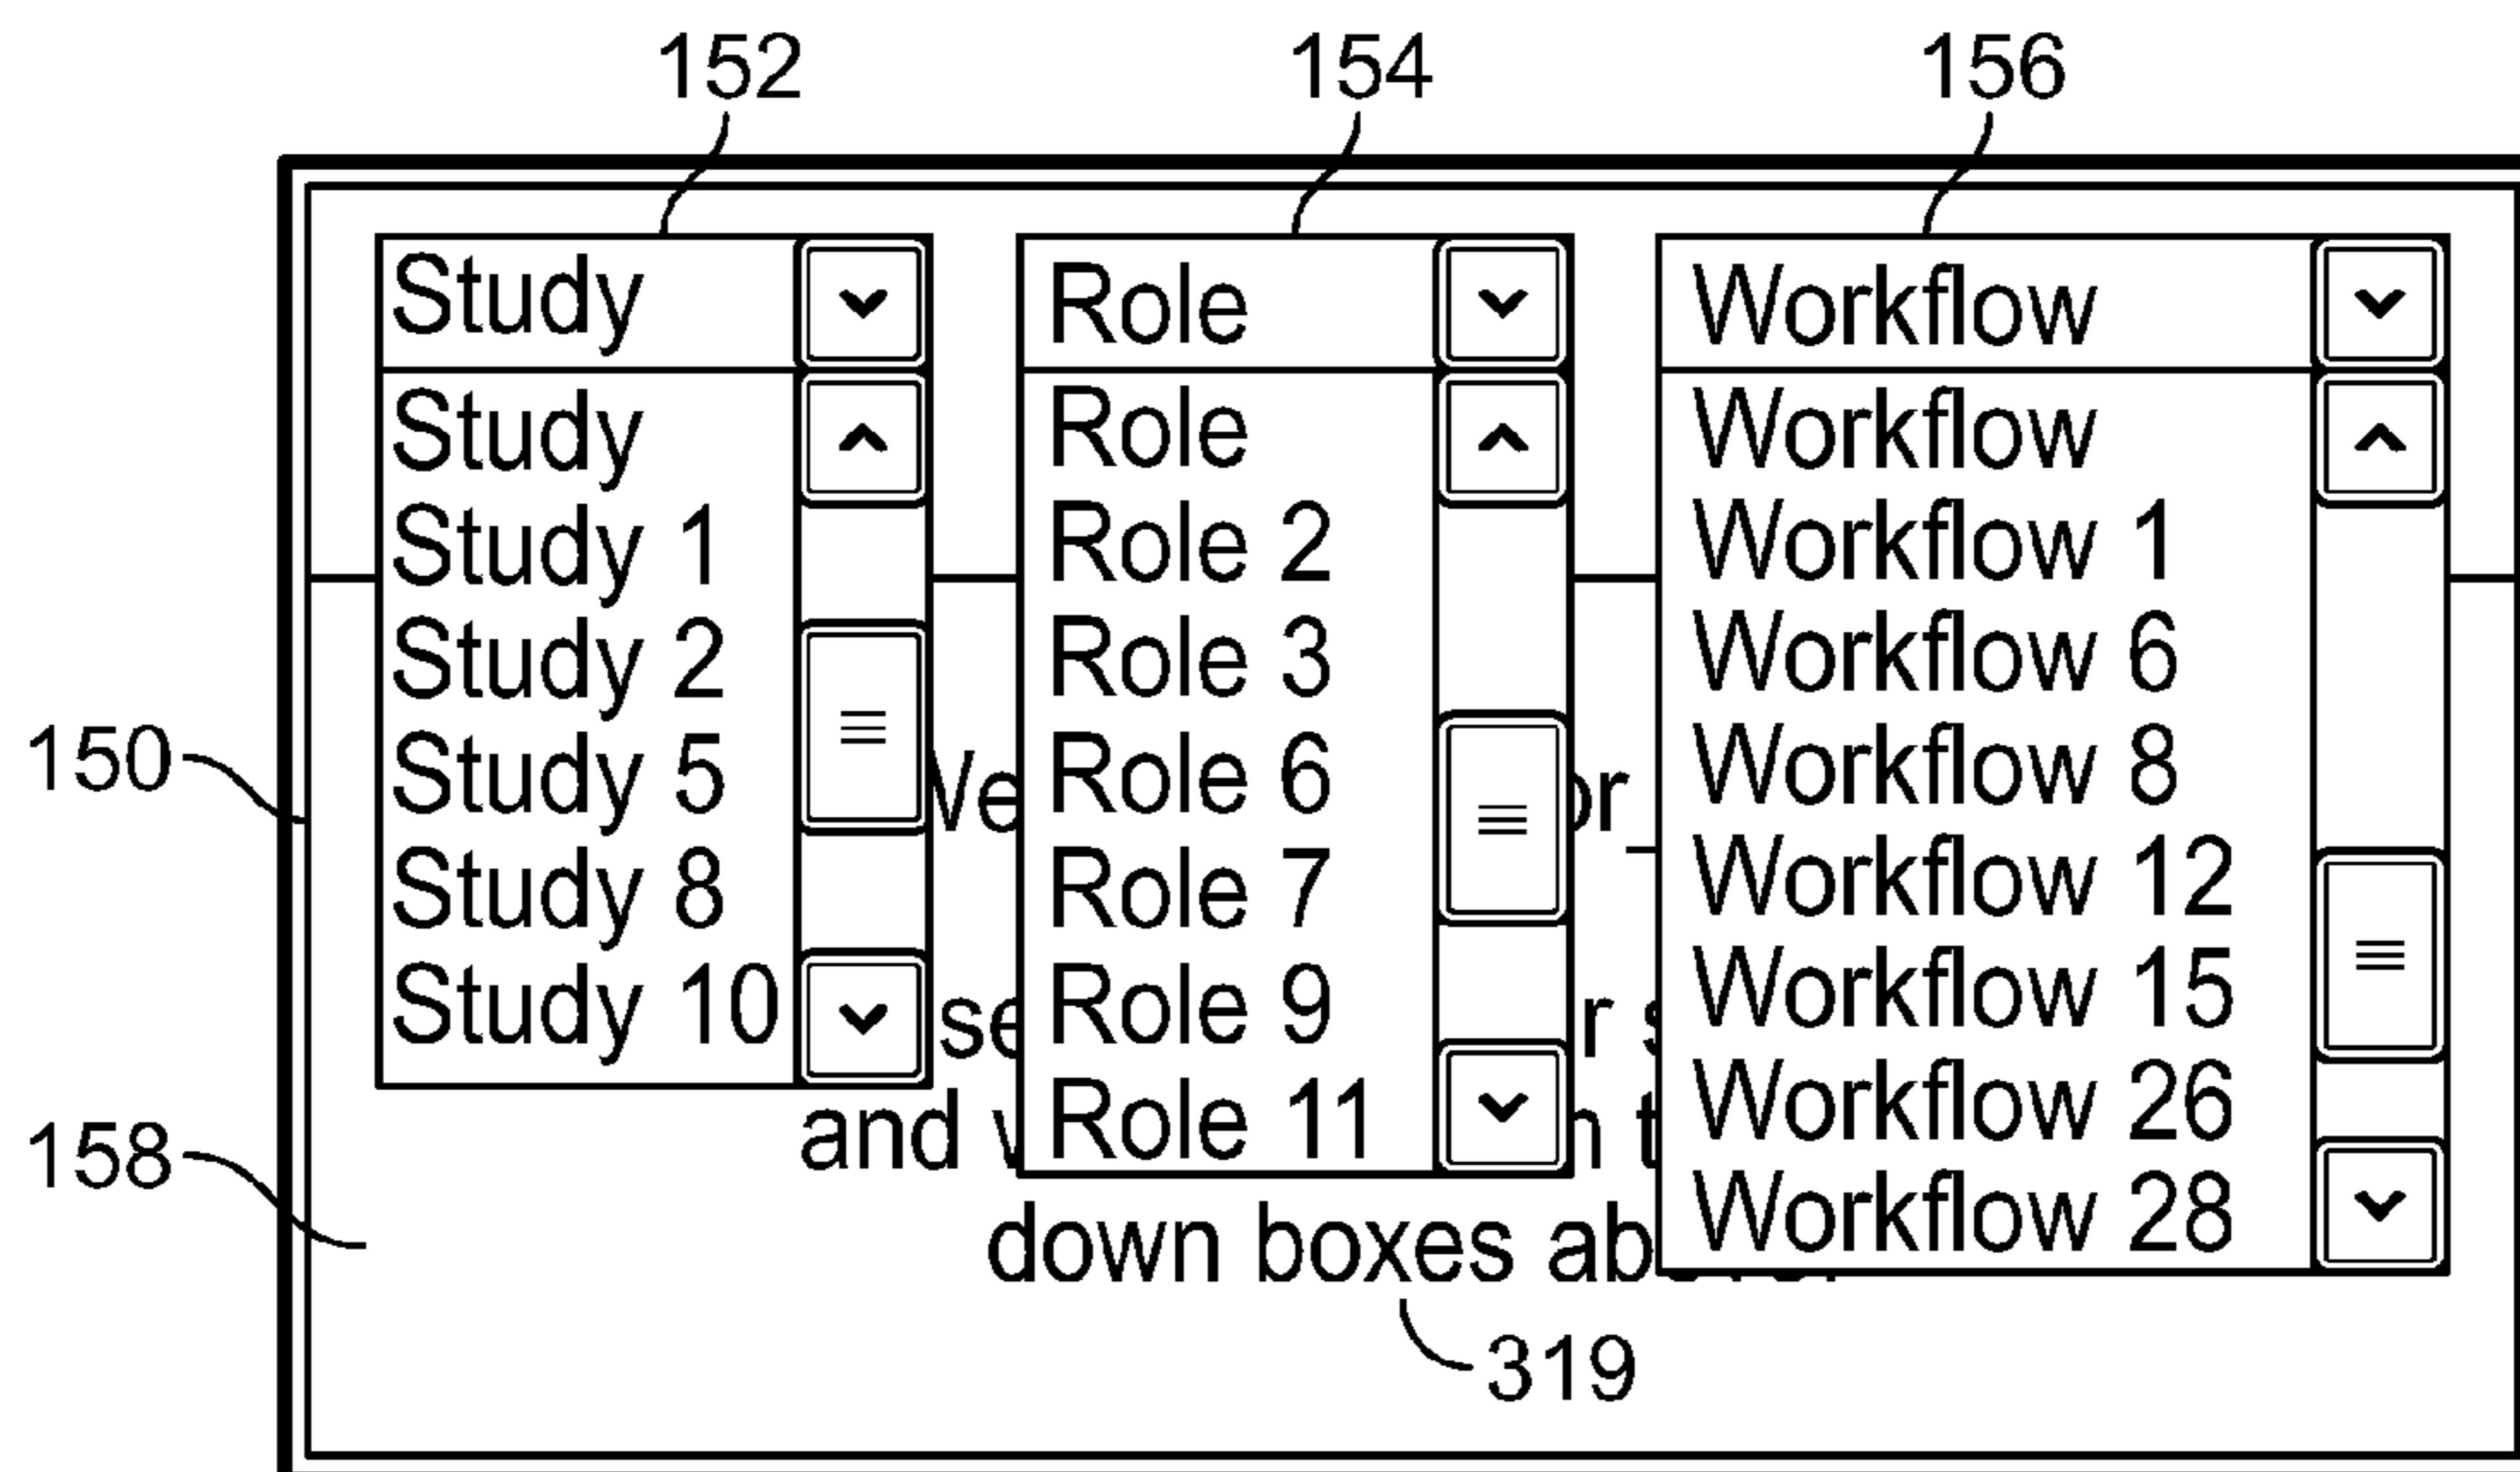 152
154
156
Study
Study
Study 1
Study 2
Study 5
Study 8
Study 10
Role
Role
Role 2
Role 3
Role 6
Role 7
Role 9
Role 11
Workflow
Workflow
Workflow 1
Workflow 6
Workflow 8
Workflow 12
Workflow 15
Workflow 26
Workflow 28
150
158
and
down boxes
319